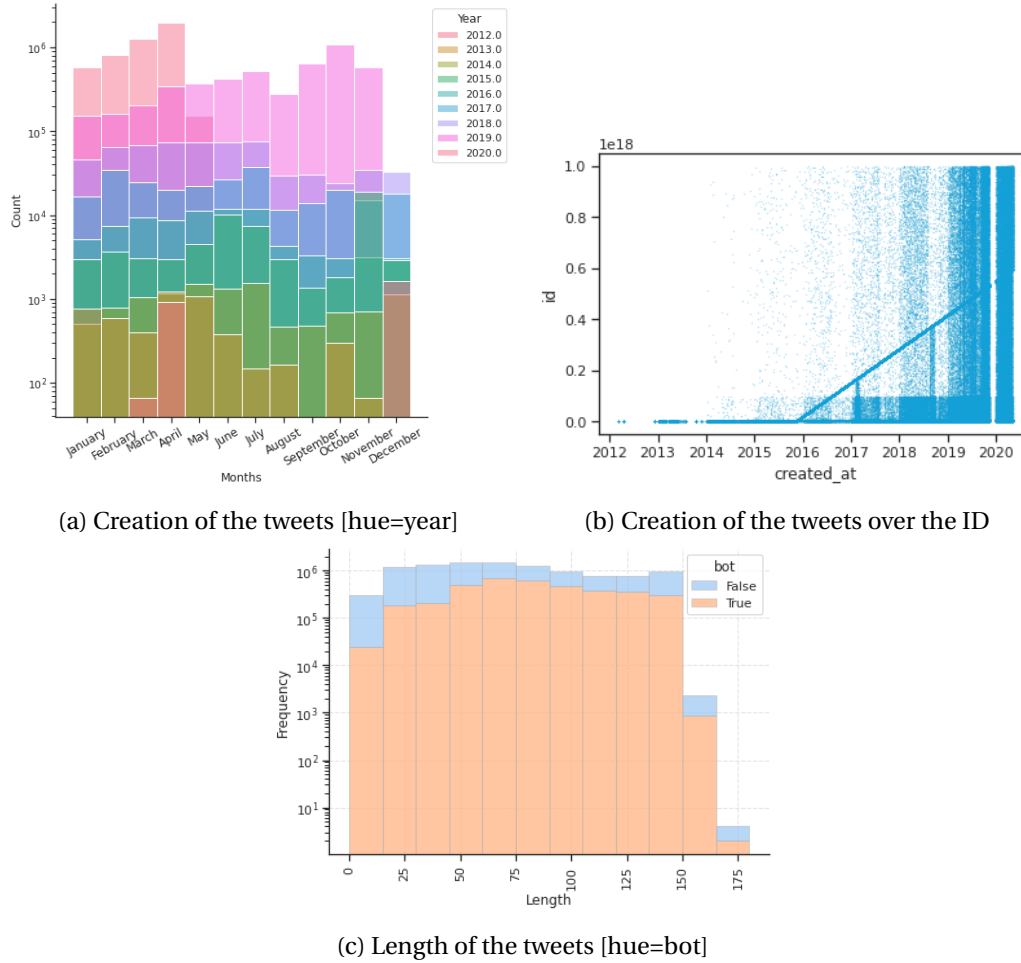 Year
2012.0
2013.0
2014.0
2015.0
2016.0
2017.0
2018.0
2019.0
2020.0
10^6
10^5
10^4
10^3
10^2
Count
January
February
March
April
May
June
July
August
September
October
November
December
Months
(a) Creation of the tweets [hue=year]
1e18
1.0
0.8
0.6
0.4
0.2
0.0
id
2012 2013 2014 2015 2016 2017 2018 2019 2020
created_at
(b) Creation of the tweets over the ID
bot
False
True
10^6
10^5
10^4
10^3
10^2
10^1
Frequency
0 25 50 75 100 125 150 175
Length
(c) Length of the tweets [hue=bot]